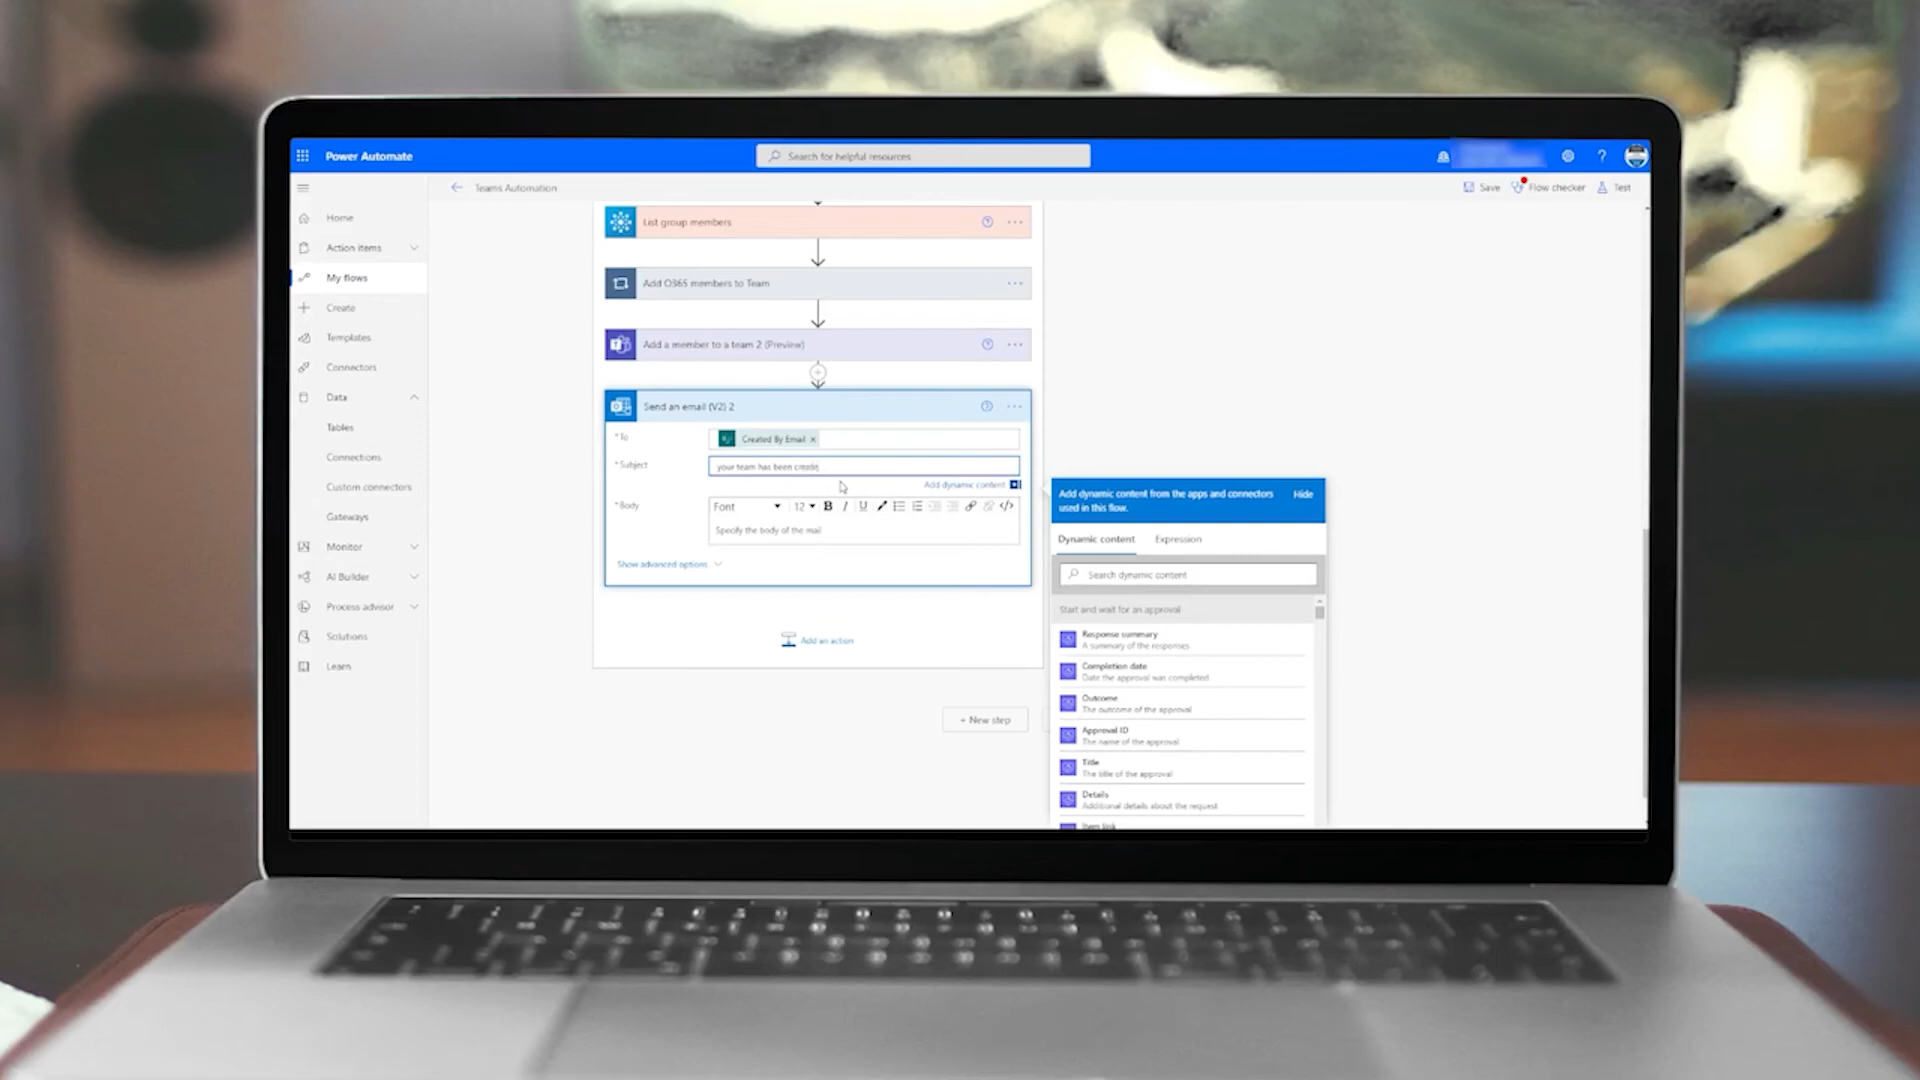 Power Automate
Search for helpful resources
Teams Automation
Save
Flow checker
Test
Home
Action items
My flows
Create
Templates
Connectors
Data
Tables
Connections
Custom connectors
Gateways
Monitor
AI Builder
Process advisor
Solutions
Learn
List group members
Add O365 members to Team
Add a member to a team 2 (Preview)
Send an email (V2) 2
* To
Created By Email
* Subject
your team has been create
Add dynamic content
* Body
Font
12
Specify the body of the mail
Show advanced options
Add an action
+ New step
Add dynamic content from the apps and connectors
used in this flow.
Hide
Dynamic content
Expression
Search dynamic content
Start and wait for an approval
Response summary
A summary of the responses
Completion date
Date the approval was completed
Outcome
The outcome of the approval
Approval ID
The name of the approval
Title
The title of the approval
Details
Additional details about the request
Item link